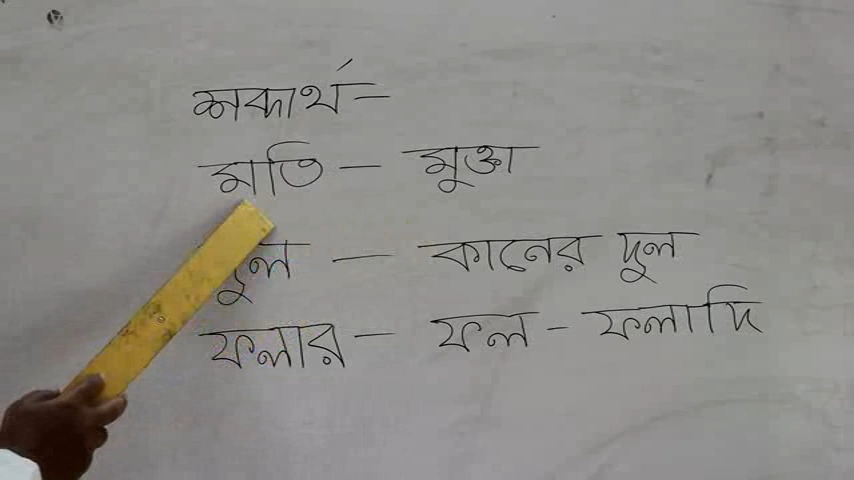 শব্দার্থ –
মতি – মুক্তা
দুল – কানের দুল
ফলার – ফল - ফলাদি